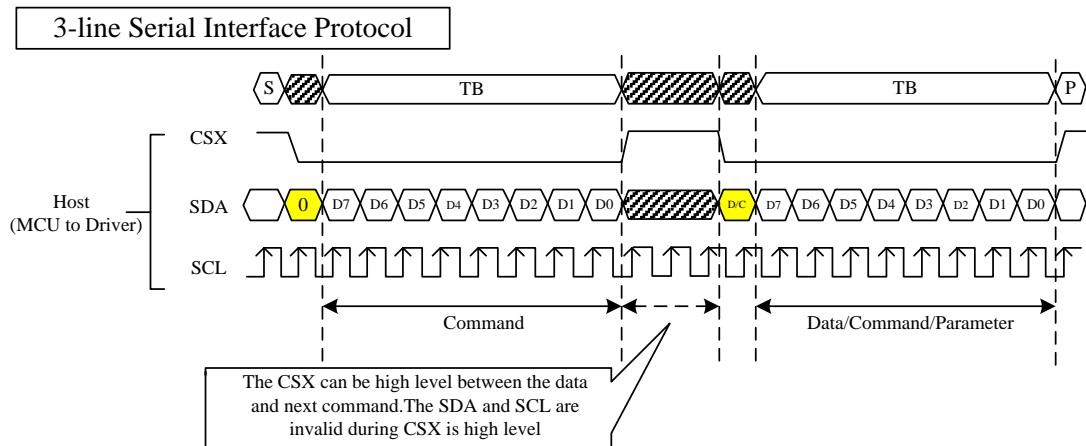 3-line Serial Interface Protocol
S TB TB P
CSX
Host
(MCU to Driver)
SDA 0 D7 D6 D5 D4 D3 D2 D1 D0 D/C D7 D6 D5 D4 D3 D2 D1 D0
SCL
Command Data/Command/Parameter
The CSX can be high level between the data
and next command.The SDA and SCL are
invalid during CSX is high level